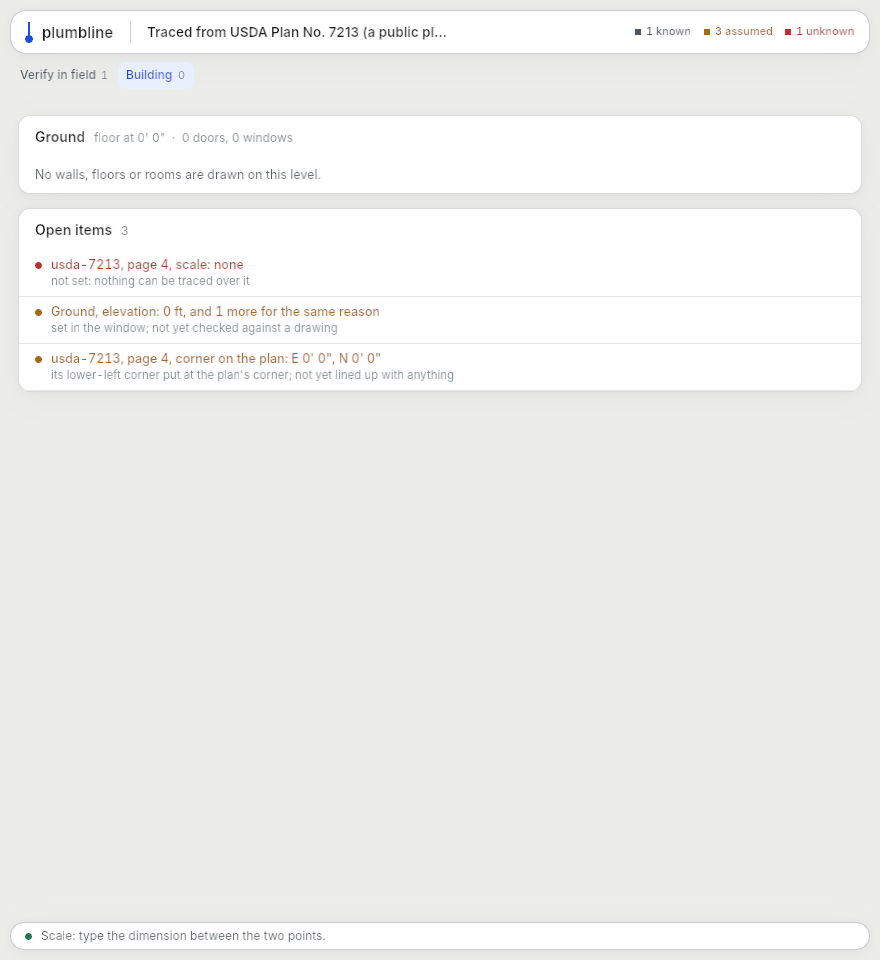 plumbline
Traced from USDA Plan No. 7213 (a public pl...
1 known
3 assumed
1 unknown
Verify in field 1
Building 0
Ground floor at 0' 0" · 0 doors, 0 windows
No walls, floors or rooms are drawn on this level.
Open items 3
usda-7213, page 4, scale: none
not set: nothing can be traced over it
Ground, elevation: 0 ft, and 1 more for the same reason
set in the window; not yet checked against a drawing
usda-7213, page 4, corner on the plan: E 0' 0", N 0' 0"
its lower-left corner put at the plan's corner; not yet lined up with anything
Scale: type the dimension between the two points.